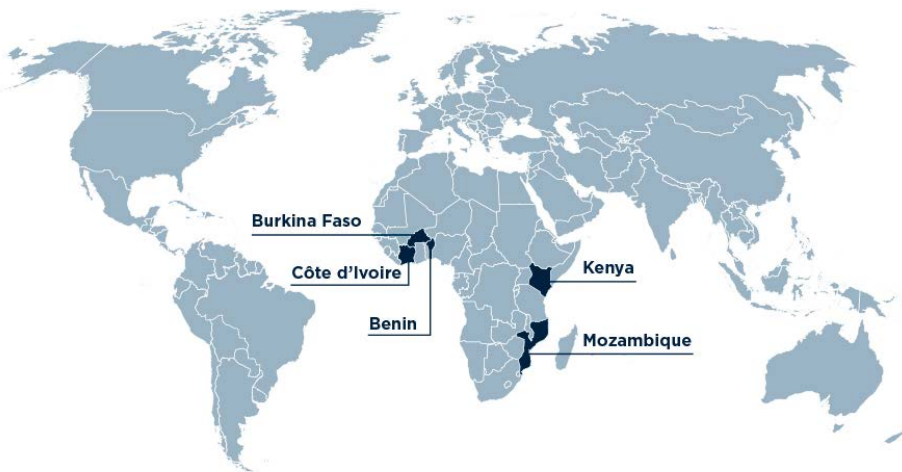 Burkina Faso
Côte d’Ivoire
Kenya
Benin
Mozambique